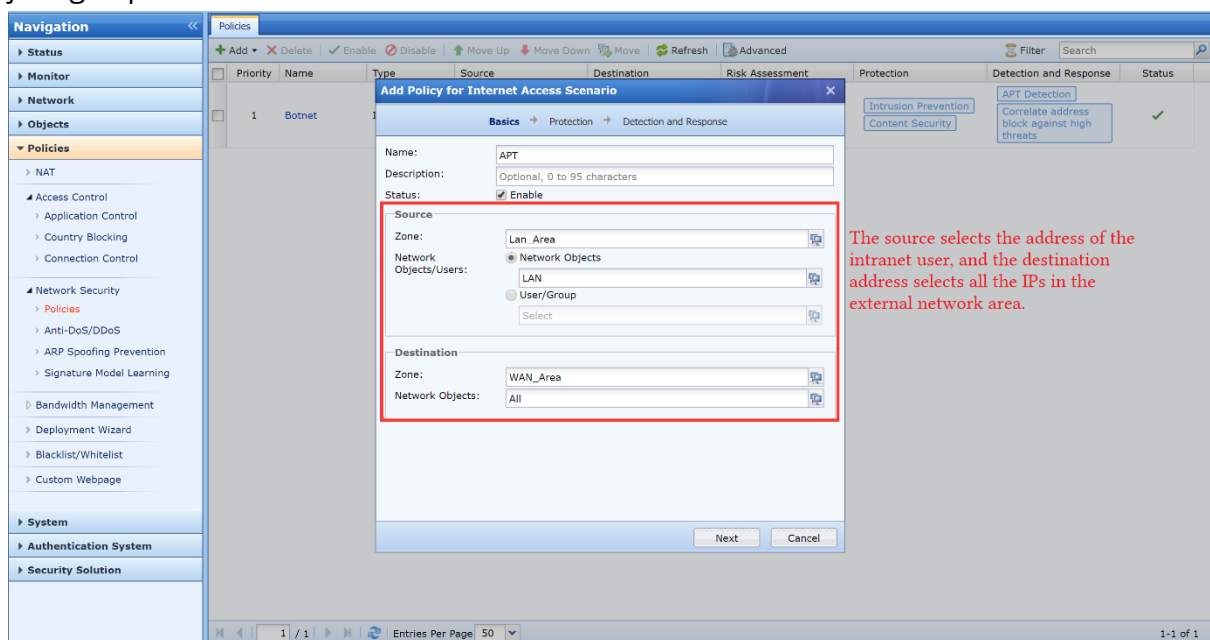 Navigation
Policies
Status
Add Delete Enable Disable Move Up Move Down Move Refresh Advanced Filter Search
Monitor
Priority Name Type Source Destination Risk Assessment Protection Detection and Response Status
Network
Add Policy for Internet Access Scenario
Objects
1 Botnet
Intrusion Prevention
Content Security
APT Detection
Correlate address
block against high
threats
Basics Protection Detection and Response
Policies
Name: APT
NAT
Description: Optional, 0 to 95 characters
Access Control
Status: Enable
Application Control
Source
Country Blocking
Zone: Lan_Area
Connection Control
Network
Objects/Users:
Network Objects
LAN
User/Group
Select
The source selects the address of the
intranet user, and the destination
address selects all the IPs in the
external network area.
Network Security
Policies
Anti-DoS/DDoS
ARP Spoofing Prevention
Signature Model Learning
Destination
Zone: WAN_Area
Network Objects: All
Bandwidth Management
Deployment Wizard
Blacklist/Whitelist
Custom Webpage
System
Next Cancel
Authentication System
Security Solution
1 / 1 Entries Per Page 50 1-1 of 1